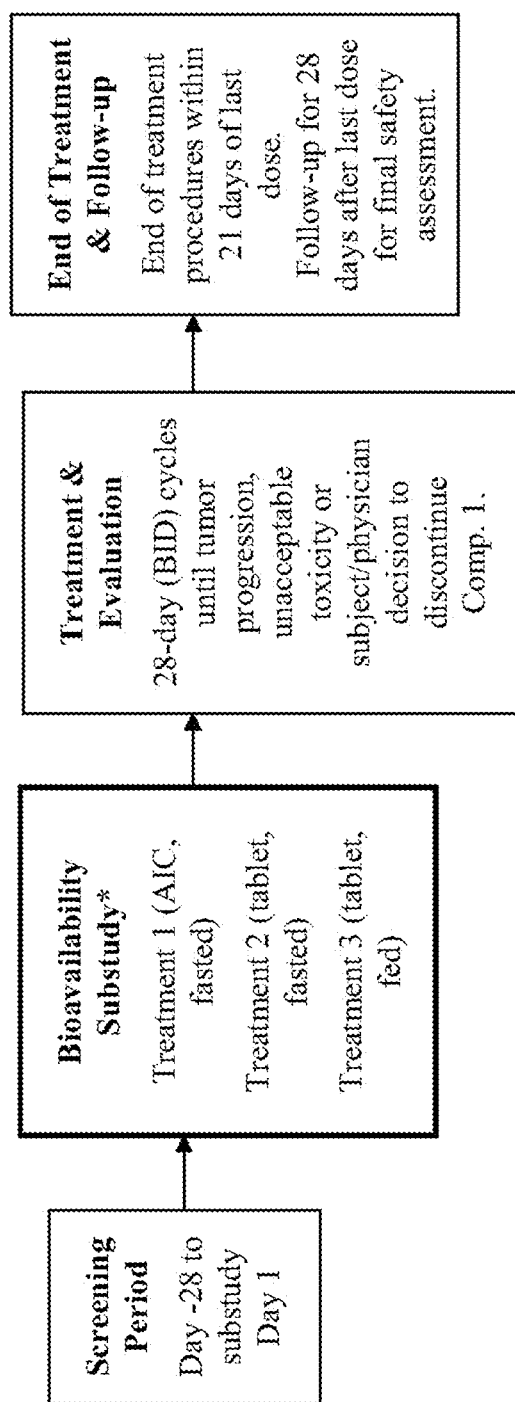 Screening
Period
Day -28 to
substudy
Day 1
Bioavailability
Substudy*
Treatment 1 (AIC,
fasted)
Treatment 2 (tablet,
fasted)
Treatment 3 (tablet,
fed)
Treatment &
Evaluation
28-day (BID) cycles
until tumor
progression,
unacceptable
toxicity or
subject/physician
decision to
discontinue
Comp. 1.
End of Treatment
& Follow-up
End of treatment
procedures within
21 days of last
dose.
Follow-up for 28
days after last dose
for final safety
assessment.